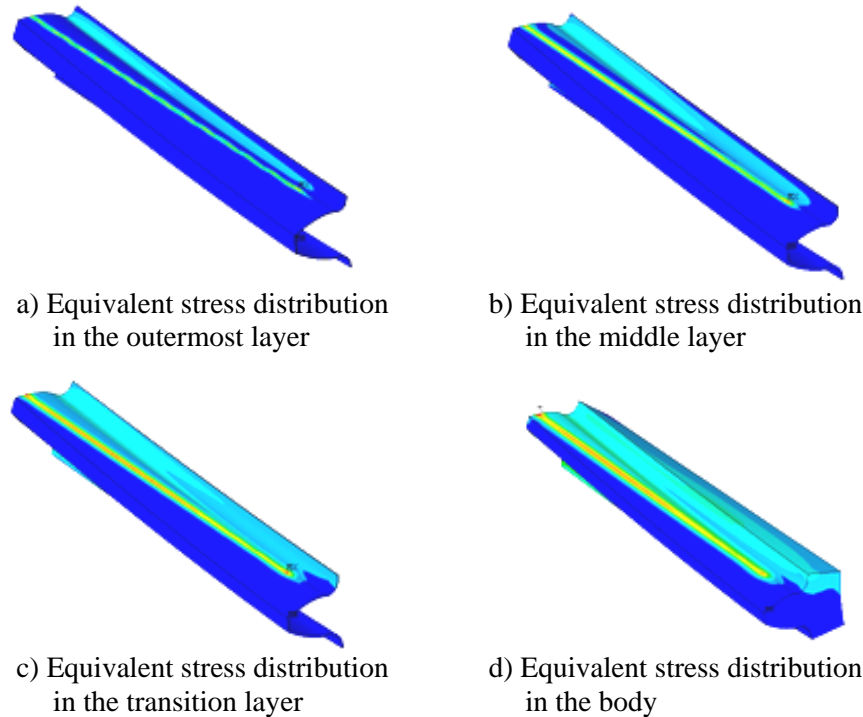 a) Equivalent stress distribution
in the outermost layer
b) Equivalent stress distribution
in the middle layer
c) Equivalent stress distribution
in the transition layer
d) Equivalent stress distribution
in the body